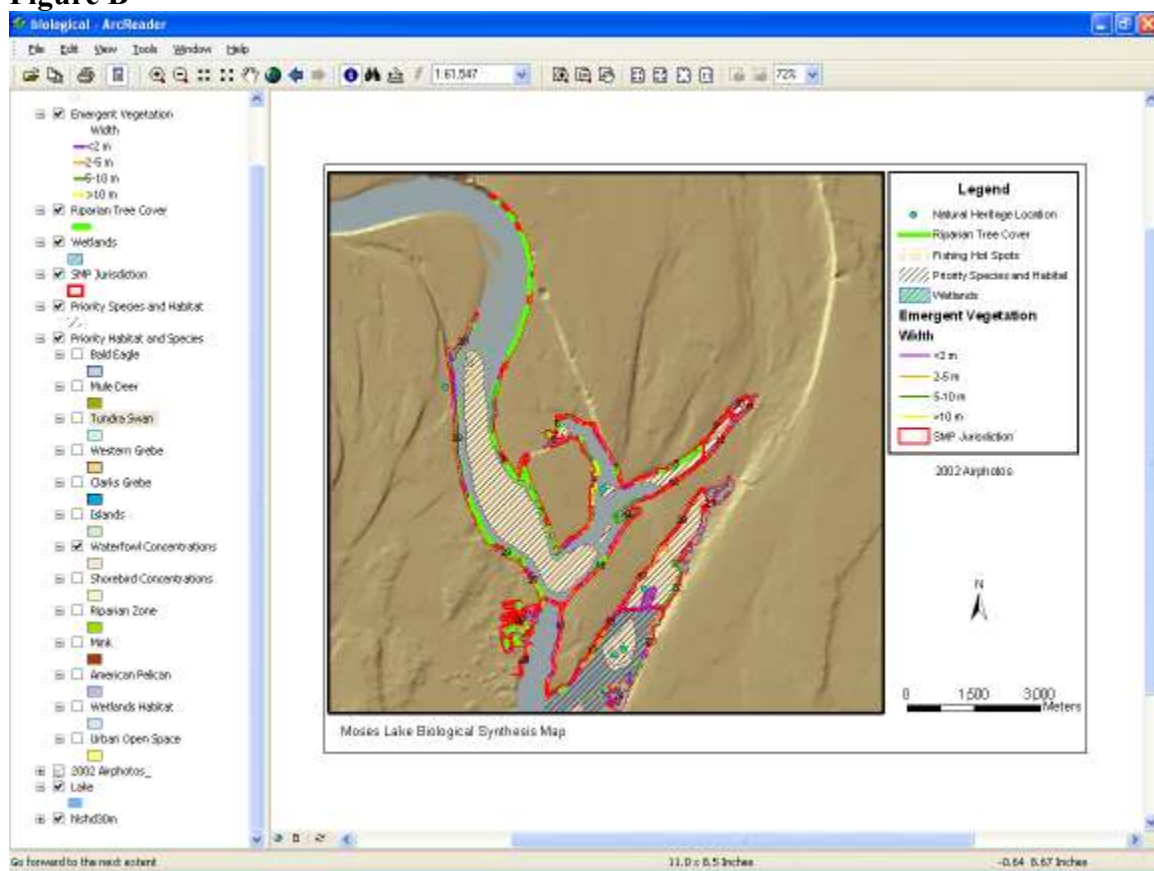 Figure B
biological - ArcReader
File Edit View Tools Window Help
1:61,547
72%
Emergent Vegetation
Width
<2 m
2-5 m
5-10 m
>10 m
Riparian Tree Cover
Wetlands
SMP Jurisdiction
Priority Species and Habitat
Priority Habitat and Species
Bald Eagle
Mule Deer
Tundra Swan
Western Grebe
Clarks Grebe
Islands
Waterfowl Concentrations
Shorebird Concentrations
Riparian Zone
Mink
American Pelican
Wetlands Habitat
Urban Open Space
2002 Airphotos_
Lake
hlshd30m
Legend
Natural Heritage Location
Riparian Tree Cover
Fishing Hot Spots
Priority Species and Habitat
Wetlands
Emergent Vegetation
Width
<2 m
2-5 m
5-10 m
>10 m
SMP Jurisdiction
2002 Airphotos
N
0 1,500 3,000
Meters
Moses Lake Biological Synthesis Map
Go forward to the next extent
11.0 x 8.5 Inches
-0.64 8.67 Inches